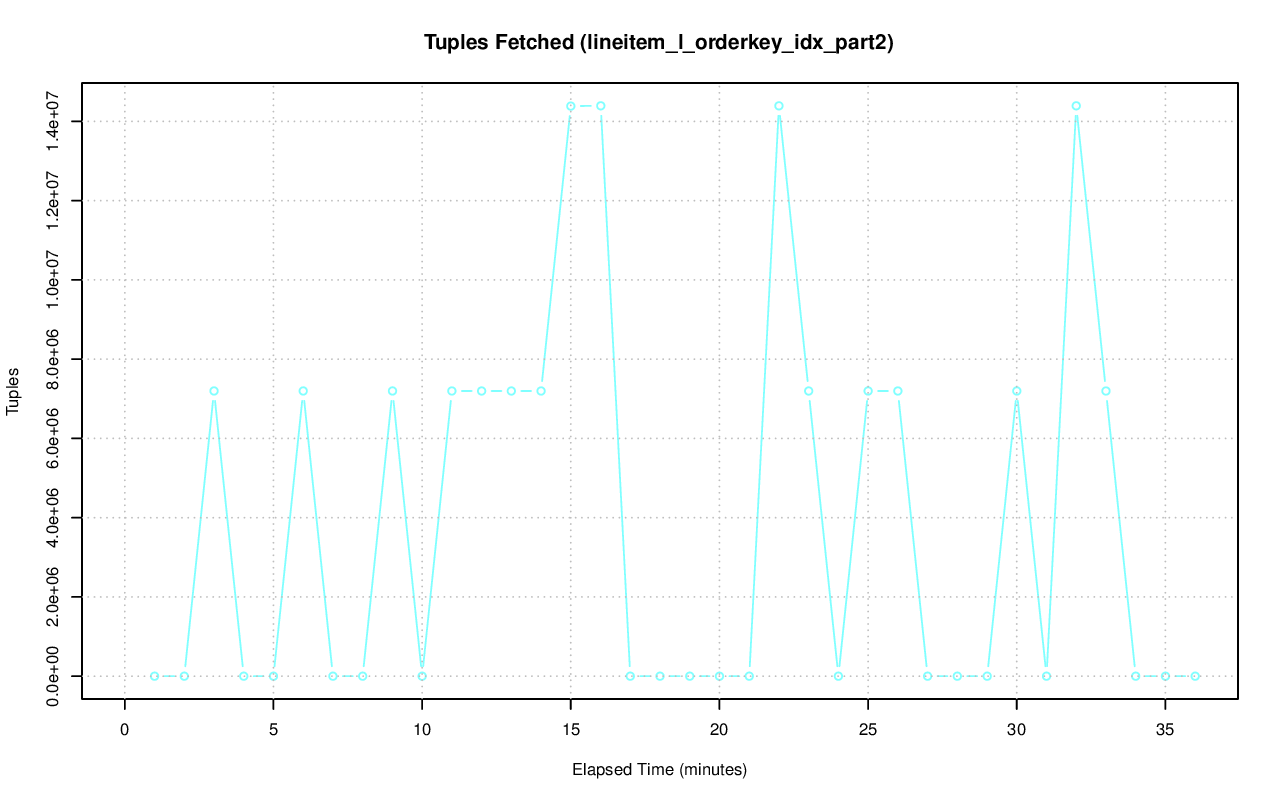 Tuples Fetched (lineitem_l_orderkey_idx_part2)
Tuples
1.4e+07
1.2e+07
1.0e+07
8.0e+06
6.0e+06
4.0e+06
2.0e+06
0.0e+00
0 5 10 15 20 25 30 35
Elapsed Time (minutes)